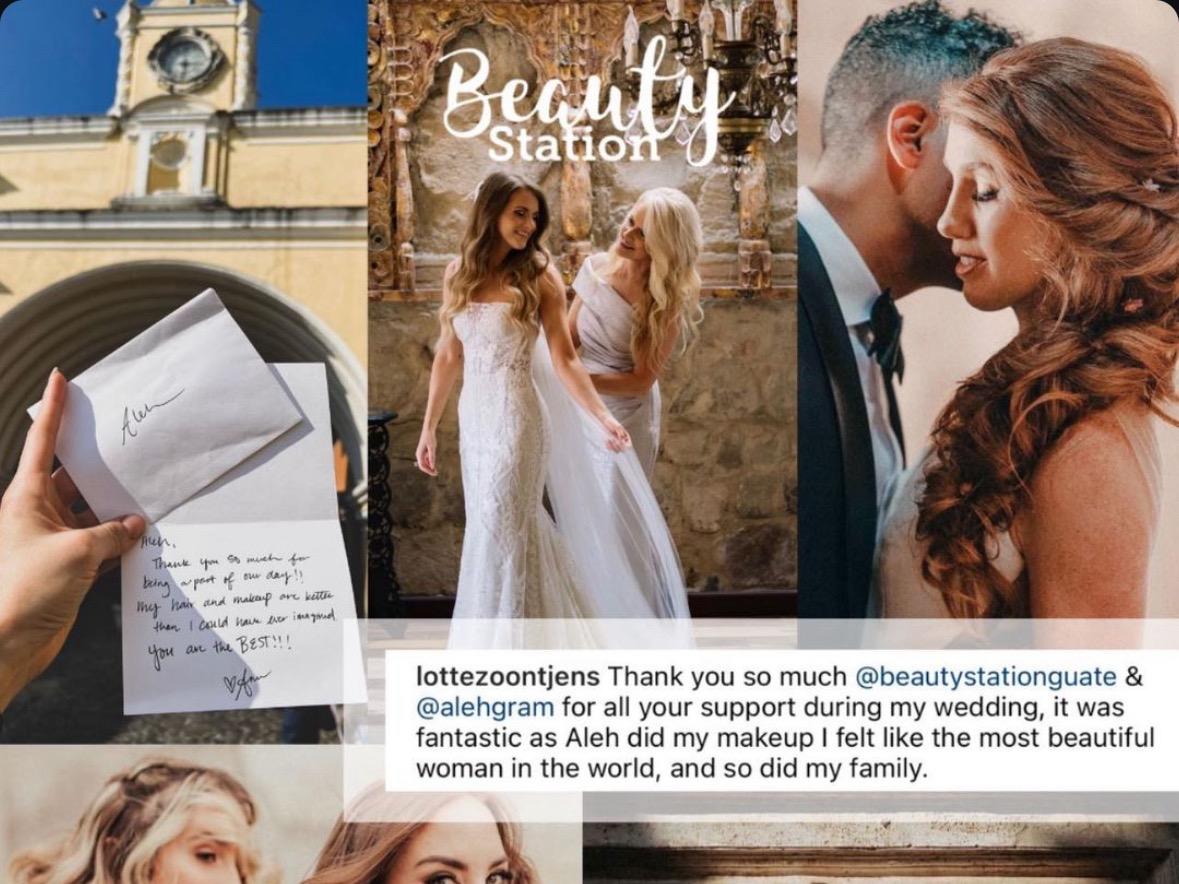 Beauty
Station
Aleh
Aleh,
Thank you so much for
being a part of our day!!
My hair and makeup are better
than I could have ever imagined.
You are the BEST!!!
lottezoontjens Thank you so much @beautystationguate &
@alehgram for all your support during my wedding, it was
fantastic as Aleh did my makeup I felt like the most beautiful
woman in the world, and so did my family.